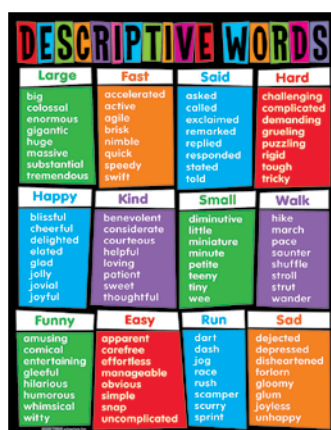 DESCRIPTIVE WORDS
Large
big
colossal
enormous
gigantic
huge
massive
substantial
tremendous
Fast
accelerated
active
agile
brisk
nimble
quick
speedy
swift
Said
asked
called
exclaimed
remarked
replied
responded
stated
told
Hard
challenging
complicated
demanding
grueling
puzzling
rigid
tough
tricky
Happy
blissful
cheerful
delighted
elated
glad
jolly
jovial
joyful
Kind
benevolent
considerate
courteous
helpful
loving
patient
sweet
thoughtful
Small
diminutive
little
miniature
minute
petite
teeny
tiny
wee
Walk
hike
march
pace
saunter
shuffle
stroll
strut
wander
Funny
amusing
comical
entertaining
gleeful
hilarious
humorous
whimsical
witty
Easy
apparent
carefree
effortless
manageable
obvious
simple
snap
uncomplicated
Run
dart
dash
jog
race
rush
scamper
scurry
sprint
Sad
dejected
depressed
disheartened
forlorn
gloomy
glum
joyless
unhappy